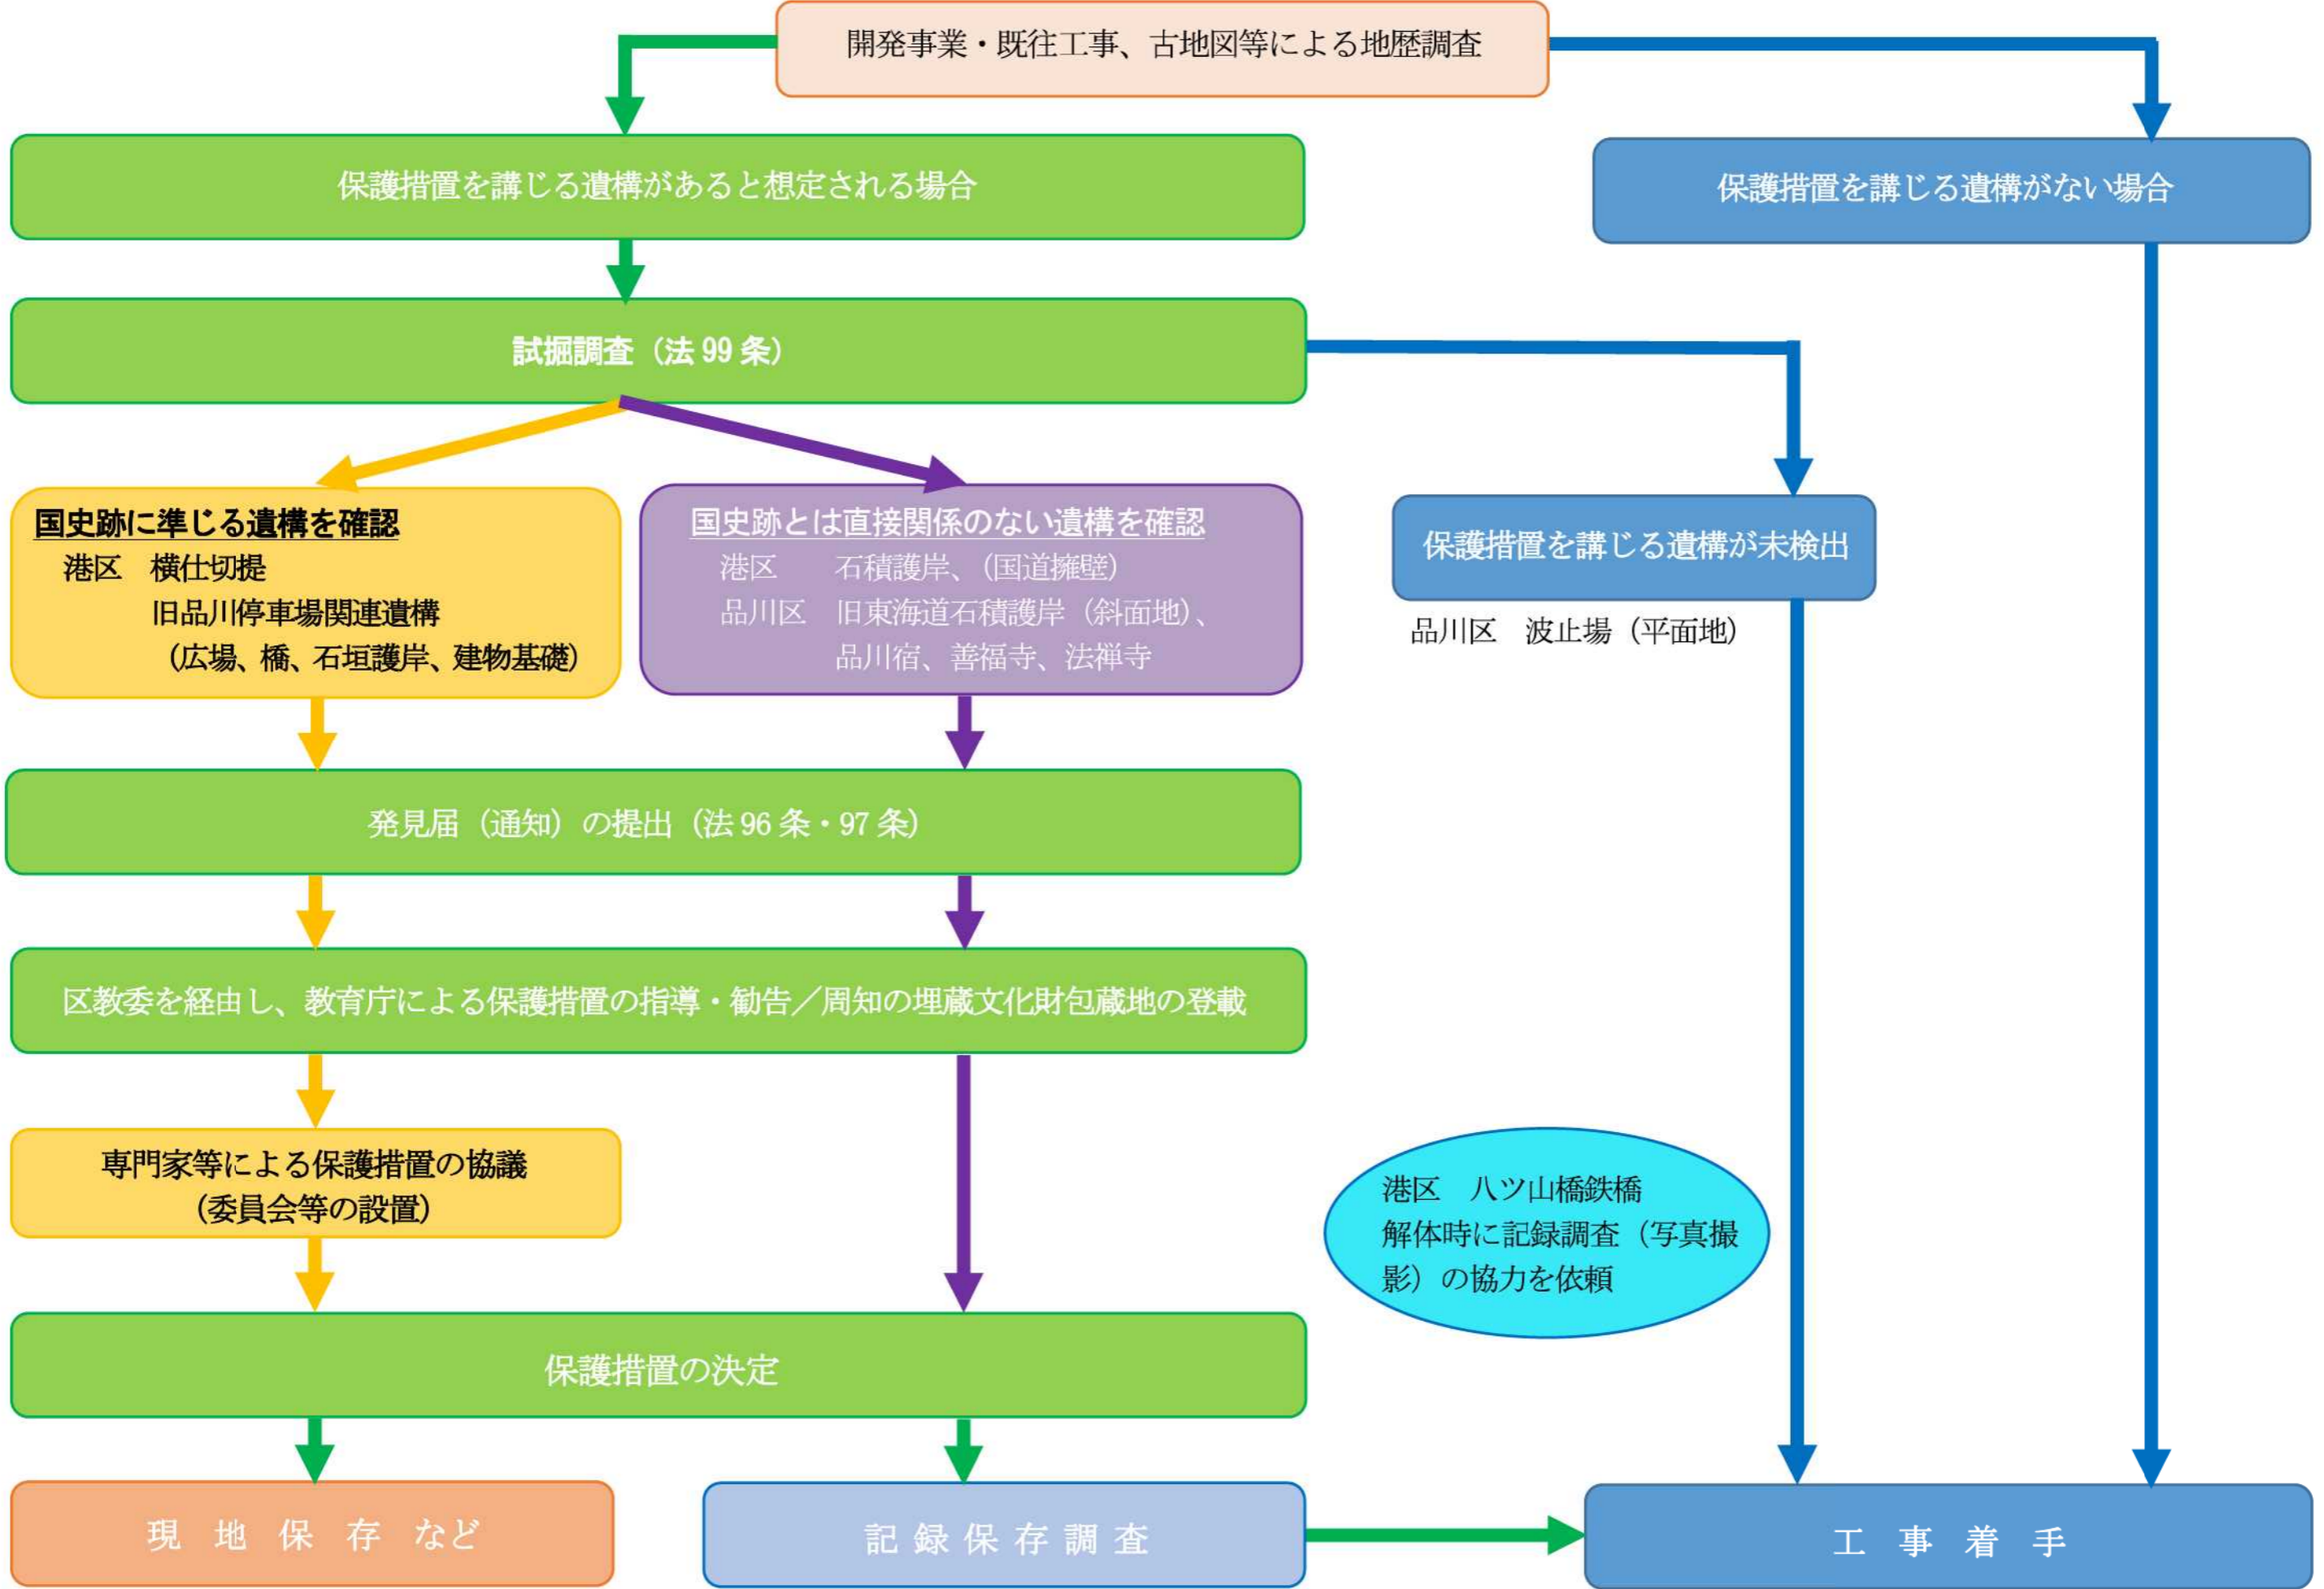 開発事業・既往工事、古地図等による地歴調査
保護措置を講じる遺構があると想定される場合
保護措置を講じる遺構がない場合
試掘調査（法 99 条）
国史跡に準じる遺構を確認
港区　横仕切提
旧品川停車場関連遺構
（広場、橋、石垣護岸、建物基礎）
国史跡とは直接関係のない遺構を確認
港区　　石積護岸、（国道擁壁）
品川区　旧東海道石積護岸（斜面地）、
品川宿、善福寺、法禅寺
保護措置を講じる遺構が未検出
品川区　波止場（平面地）
発見届（通知）の提出（法 96 条・97 条）
区教委を経由し、教育庁による保護措置の指導・勧告／周知の埋蔵文化財包蔵地の登載
専門家等による保護措置の協議
（委員会等の設置）
港区　八ツ山橋鉄橋
解体時に記録調査（写真撮
影）の協力を依頼
保護措置の決定
現　地　保　存　など
記 録 保 存 調 査
工　事　着　手